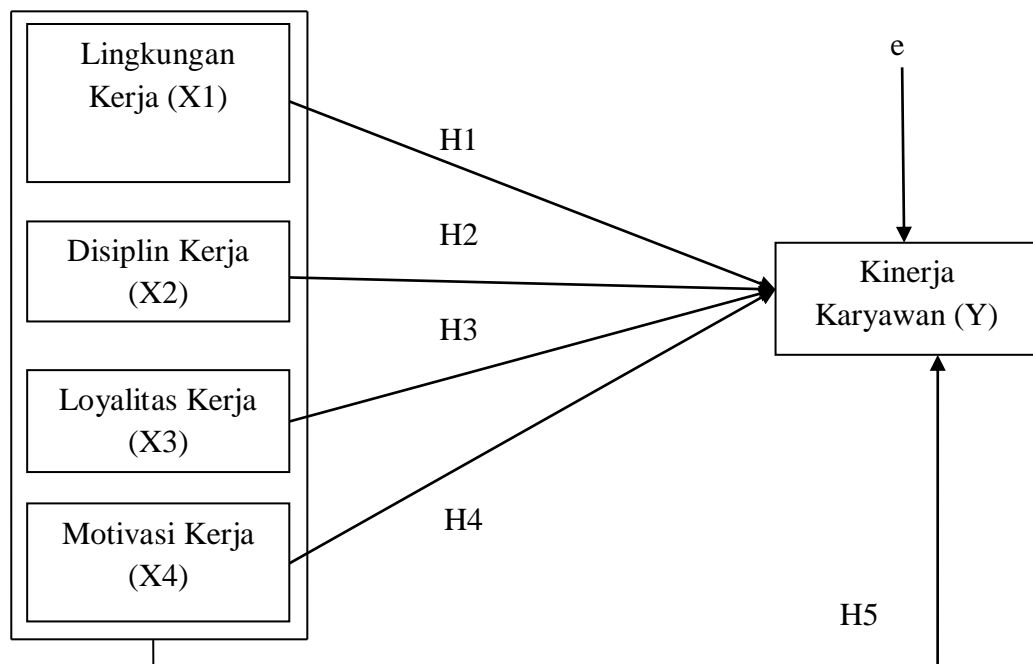 Lingkungan
Kerja (X1)
Disiplin Kerja
(X2)
Loyalitas Kerja
(X3)
Motivasi Kerja
(X4)
H1
H2
H3
H4
e
Kinerja
Karyawan (Y)
H5